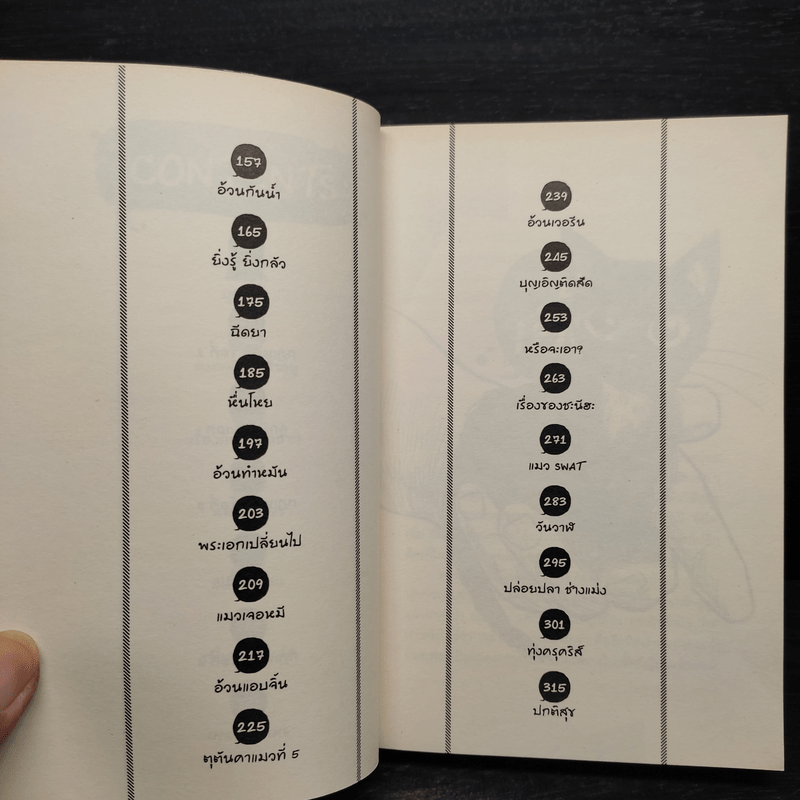 157
อ้วนกันน้ำ
165
ยิ่งรู้ ยิ่งกลัว
175
ฉีดยา
185
หื่นโหย
197
อ้วนทำหมัน
203
พระเอกเปลี่ยนไป
209
แมวเจอหมี
217
อ้วนแอบจิ้น
225
ตุตันคาแมวที่ 5
239
อ้วนเวอรีน
245
บุญเอิญติดสัด
253
หรือจะเอา?
263
เรื่องของชะนีฮะ
271
แมว SWAT
283
วันวาฬ
295
ปล่อยปลา ช่างแม่ง
301
ทุ่งครุคริส์
315
ปกติสุข